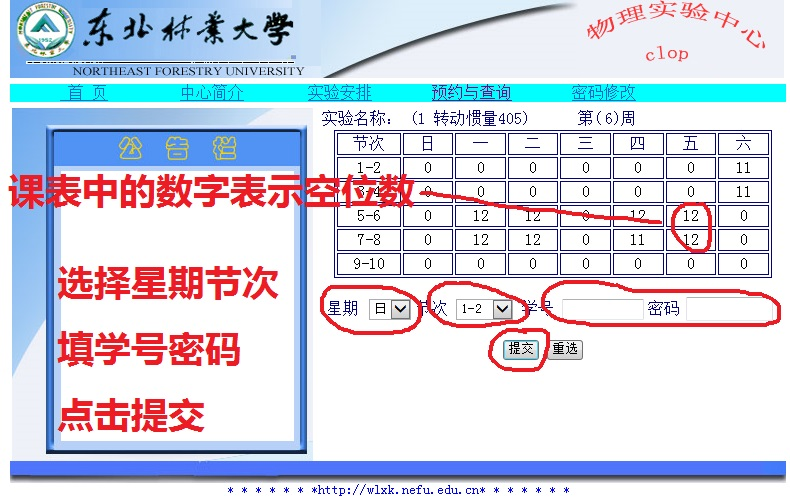 东北林业大学
NORTHEAST FORESTRY UNIVERSITY
物理实验中心
clop
首 页 中心简介 实验安排 预约与查询 密码修改
实验名称: (1 转动惯量405) 第(6)周
公告栏
节次 日 一 二 三 四 五 六
1-2 0 0 0 0 0 0 11
3-4 0 0 0 0 0 0 11
5-6 0 12 12 0 12 12 0
7-8 0 12 12 0 11 12 0
9-10 0 0 0 0 0 0 0
课表中的数字表示空位数
选择星期节次
填学号密码
点击提交
星期 日 节次 1-2 学号 密码
提交 重选
* * * * * * *http://wlxk.nefu.edu.cn* * * * * * *